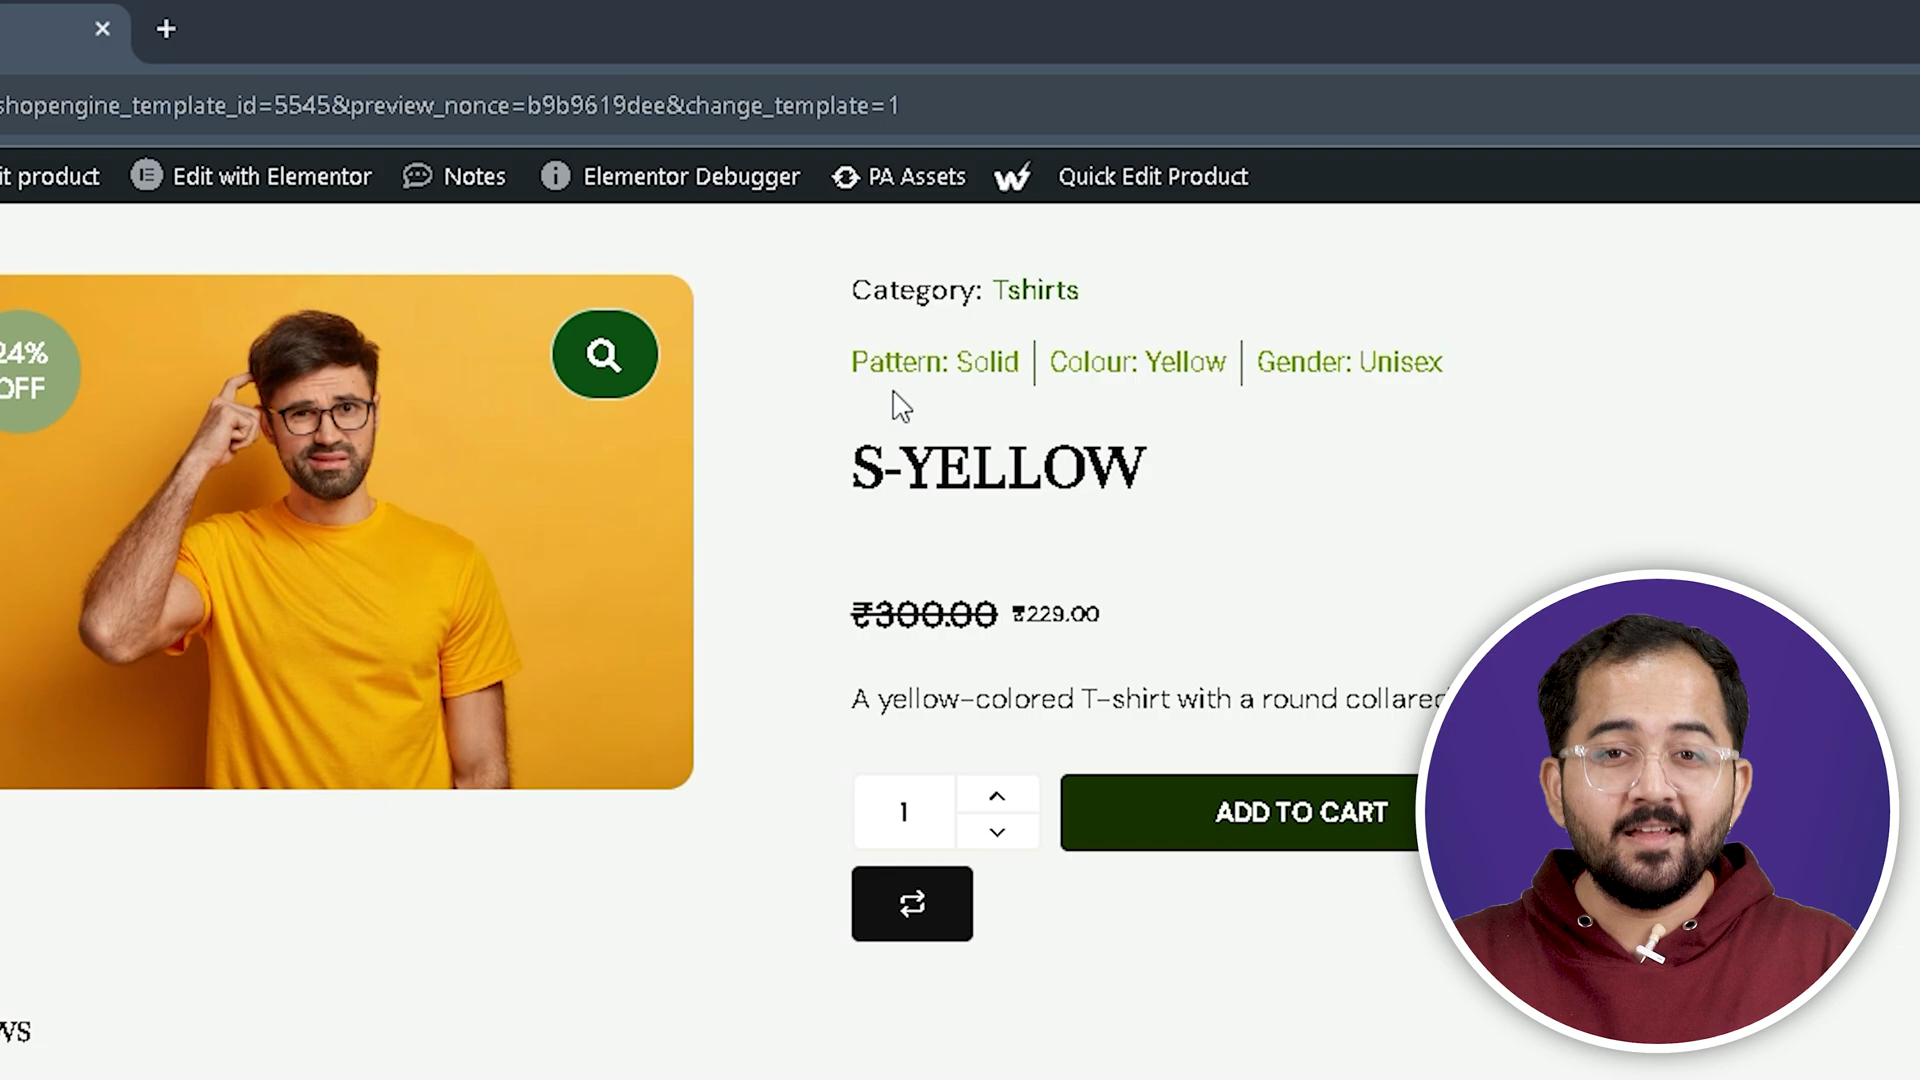 shopengine_template_id=5545&preview_nonce=b9b9619dee&change_template=1
it product Edit with Elementor Notes Elementor Debugger PA Assets Quick Edit Product
24%
OFF
Category: Tshirts
Pattern: Solid Colour: Yellow Gender: Unisex
S-YELLOW
₹300.00 ₹229.00
A yellow-colored T-shirt with a round collared
1 ADD TO CART
ws